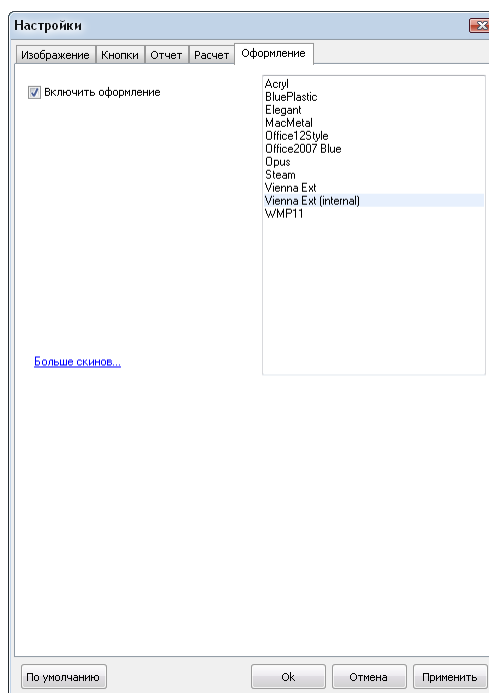 Настройки
Изображение Кнопки Отчет Расчет Оформление
Включить оформление
Acryl
BluePlastic
Elegant
MacMetal
Office12Style
Office2007 Blue
Opus
Steam
Vienna Ext
Vienna Ext (internal)
WMP11
Больше скинов...
По умолчанию Ok Отмена Применить